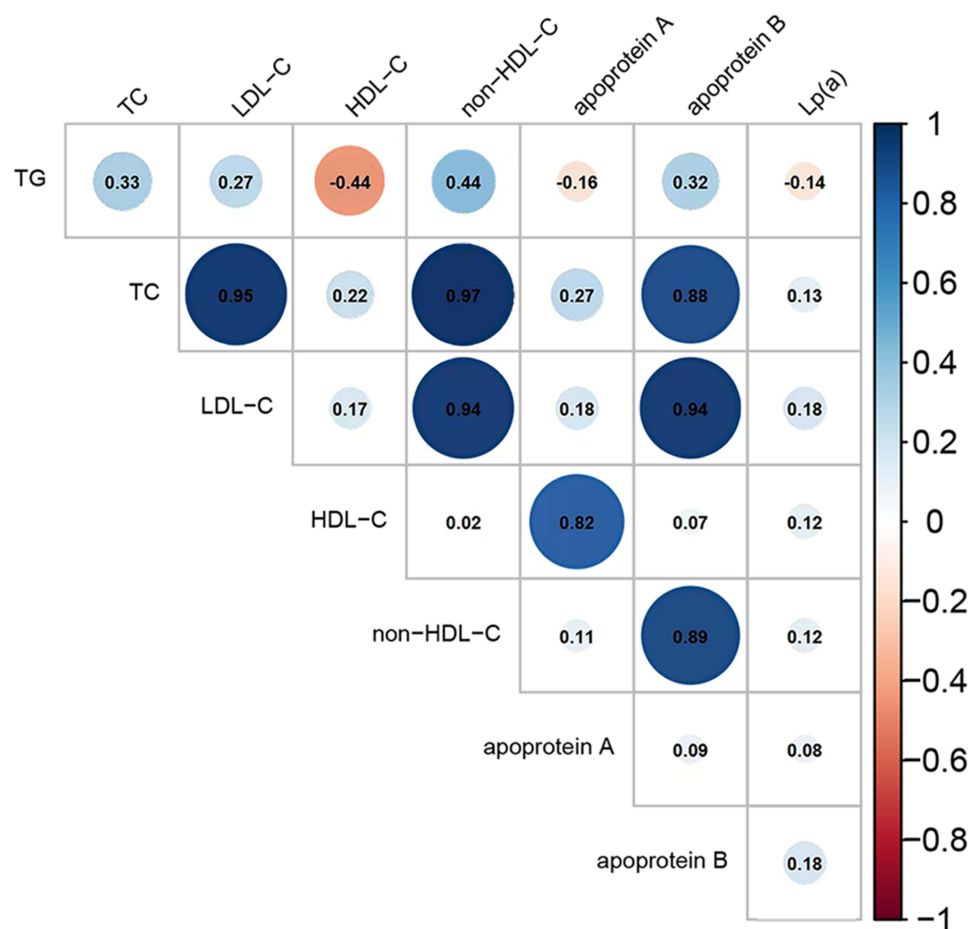 TC LDL−C HDL−C non−HDL−C apoprotein A apoprotein B Lp(a)
TG 0.33 0.27 -0.44 0.44 -0.16 0.32 -0.14
TC 0.95 0.22 0.97 0.27 0.88 0.13
LDL−C 0.17 0.94 0.18 0.94 0.18
HDL−C 0.02 0.82 0.07 0.12
non−HDL−C 0.11 0.89 0.12
apoprotein A 0.09 0.08
apoprotein B 0.18
1
0.8
0.6
0.4
0.2
0
−0.2
−0.4
−0.6
−0.8
−1